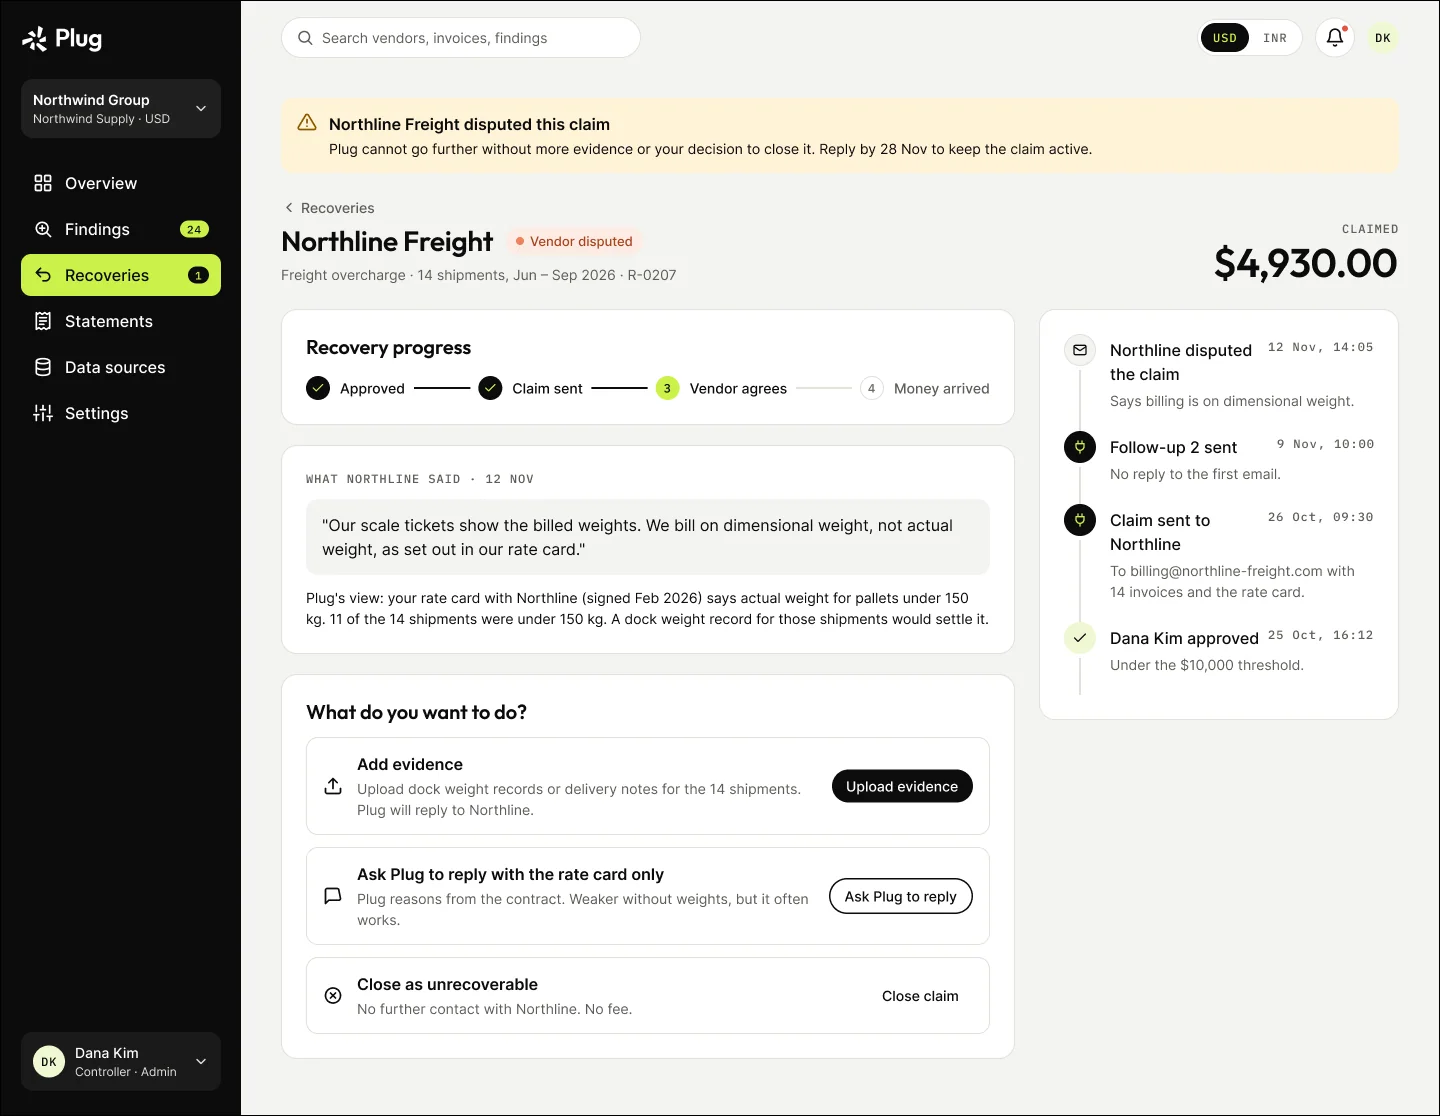 Plug
Northwind Group
Northwind Supply · USD
Overview
Findings
24
Recoveries
1
Statements
Data sources
Settings
DK
Dana Kim
Controller · Admin
Search vendors, invoices, findings
USD
INR
DK
Northline Freight disputed this claim
Plug cannot go further without more evidence or your decision to close it. Reply by 28 Nov to keep the claim active.
Recoveries
Northline Freight
Vendor disputed
Freight overcharge · 14 shipments, Jun – Sep 2026 · R-0207
CLAIMED
$4,930.00
Recovery progress
Approved
Claim sent
3
Vendor agrees
4
Money arrived
WHAT NORTHLINE SAID · 12 NOV
"Our scale tickets show the billed weights. We bill on dimensional weight, not actual
weight, as set out in our rate card."
Plug's view: your rate card with Northline (signed Feb 2026) says actual weight for pallets under 150
kg. 11 of the 14 shipments were under 150 kg. A dock weight record for those shipments would settle it.
What do you want to do?
Add evidence
Upload dock weight records or delivery notes for the 14 shipments.
Plug will reply to Northline.
Upload evidence
Ask Plug to reply with the rate card only
Plug reasons from the contract. Weaker without weights, but it often
works.
Ask Plug to reply
Close as unrecoverable
No further contact with Northline. No fee.
Close claim
Northline disputed
the claim
12 Nov, 14:05
Says billing is on dimensional weight.
Follow-up 2 sent
9 Nov, 10:00
No reply to the first email.
Claim sent to
Northline
26 Oct, 09:30
To billing@northline-freight.com with
14 invoices and the rate card.
Dana Kim approved
25 Oct, 16:12
Under the $10,000 threshold.